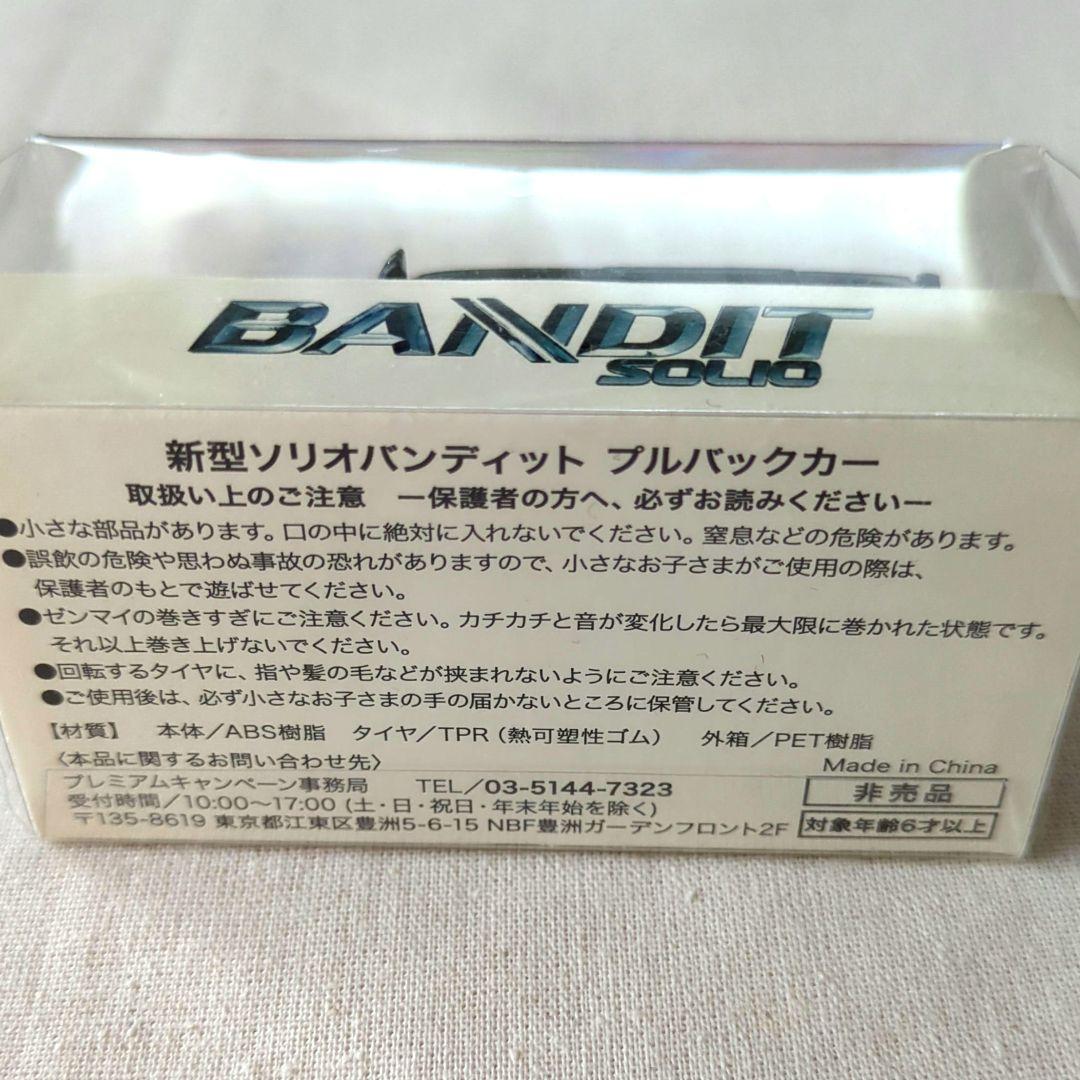 BANDIT
SOLIO
新型ソリオバンディット プルバックカー
取扱い上のご注意 ー保護者の方へ、必ずお読みくださいー
●小さな部品があります。口の中に絶対に入れないでください。窒息などの危険があります。
●誤飲の危険や思わぬ事故の恐れがありますので、小さなお子さまがご使用の際は、
保護者のもとで遊ばせてください。
●ゼンマイの巻きすぎにご注意ください。カチカチと音が変化したら最大限に巻かれた状態です。
それ以上巻き上げないでください。
●回転するタイヤに、指や髪の毛などが挟まれないようにご注意ください。
●ご使用後は、必ず小さなお子さまの手の届かないところに保管してください。
【材質】 本体／ABS樹脂 タイヤ／TPR（熱可塑性ゴム） 外箱／PET樹脂
〈本品に関するお問い合わせ先〉 Made in China
プレミアムキャンペーン事務局 TEL／03-5144-7323
受付時間／10:00〜17:00（土・日・祝日・年末年始を除く）
〒135-8619 東京都江東区豊洲5-6-15 NBF豊洲ガーデンフロント2F
非売品
対象年齢6才以上